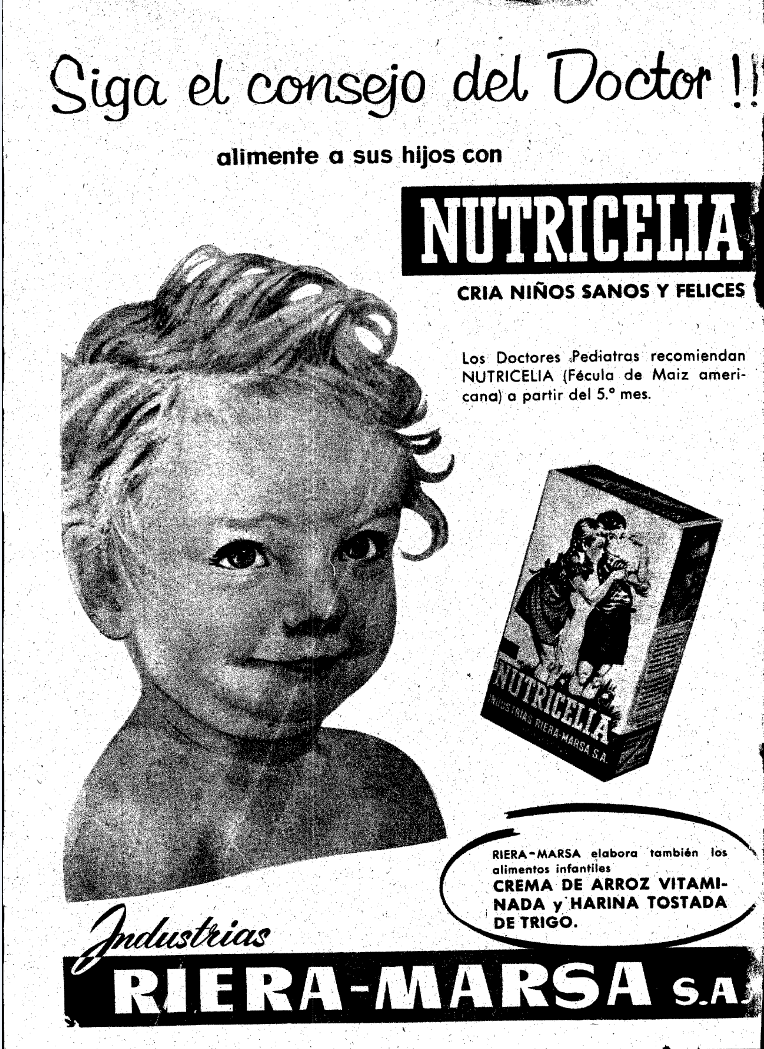 Siga el consejo del Doctor !!
alimente a sus hijos con
NUTRICELIA
CRIA NIÑOS SANOS Y FELICES
Los Doctores Pediatras recomiendan
NUTRICELIA (Fécula de Maiz ameri-
cana) a partir del 5.º mes.
NUTRICELIA
INDUSTRIAS RIERA-MARSA S.A.
RIERA-MARSA elabora también los
alimentos infantiles
CREMA DE ARROZ VITAMI-
NADA y HARINA TOSTADA
DE TRIGO.
Industrias
RIERA-MARSA S.A.